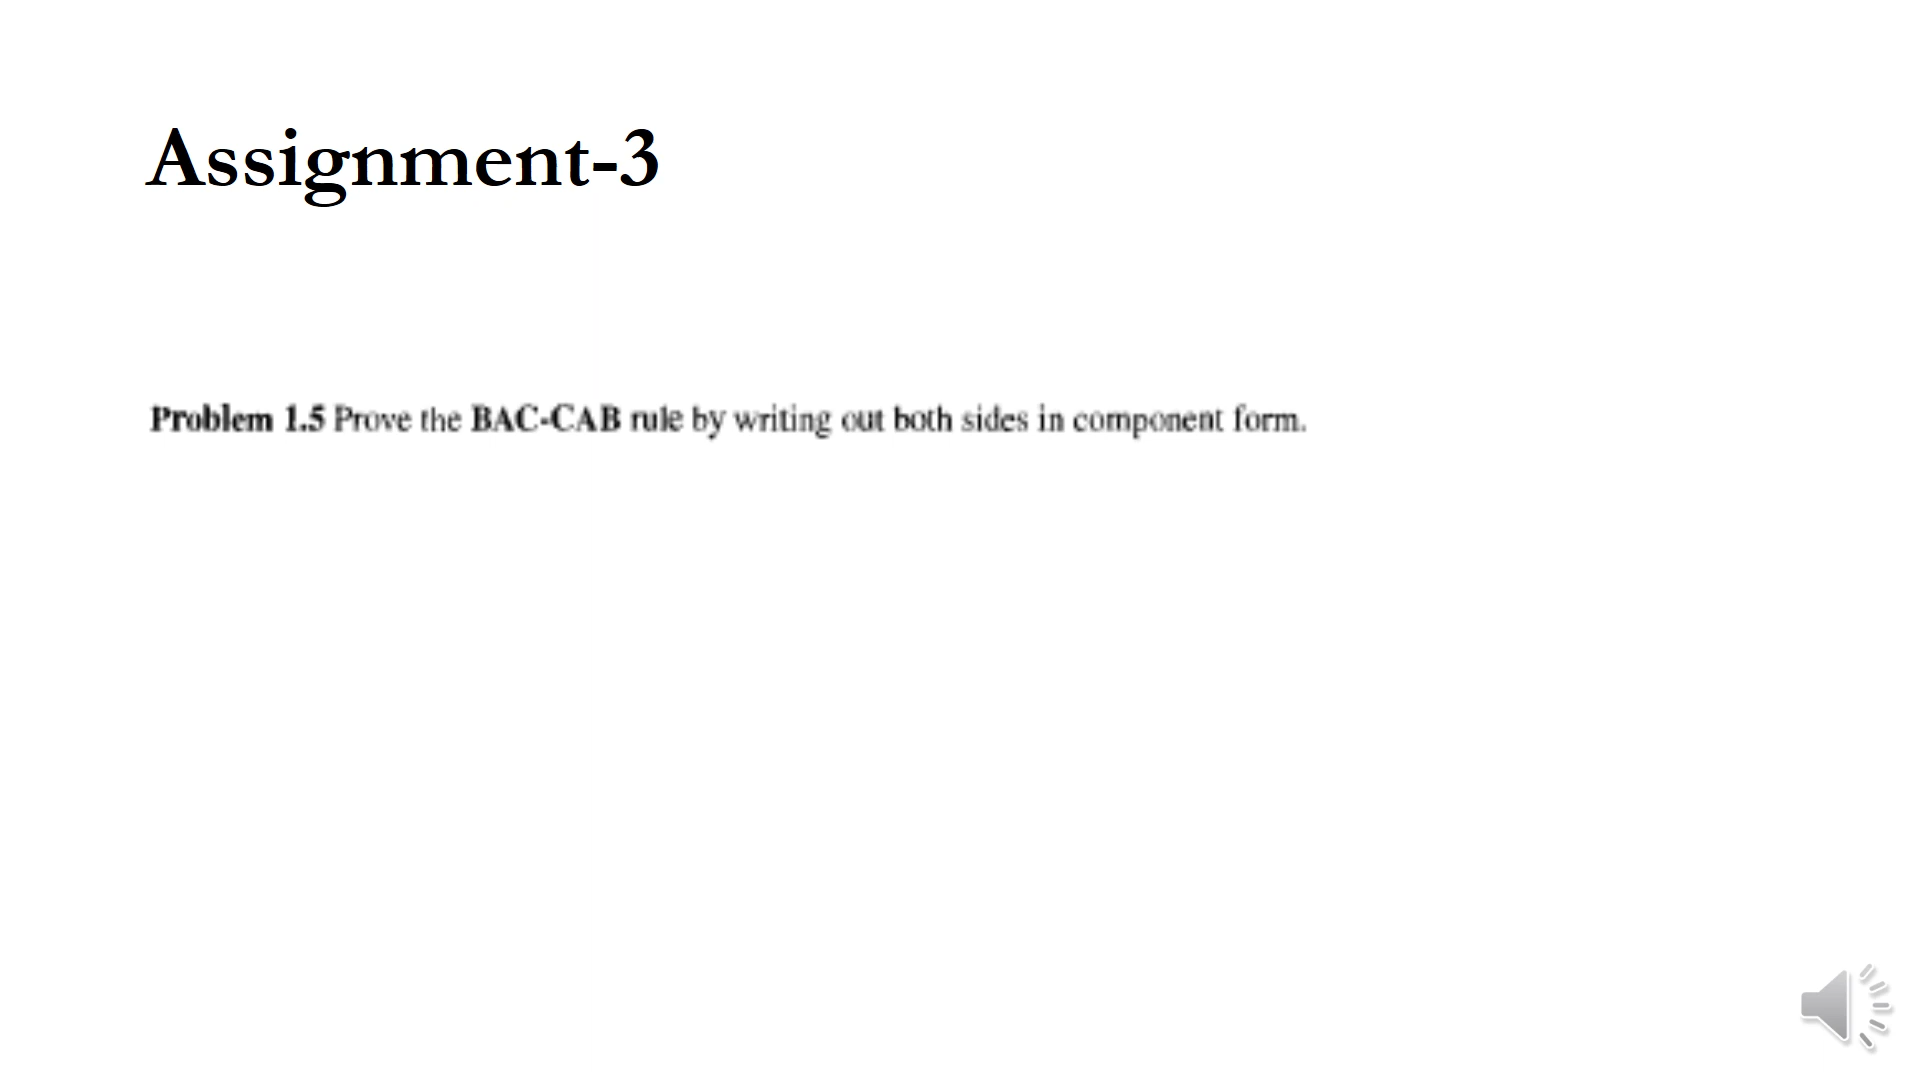 Assignment-3
Problem 1.5 Prove the BAC-CAB rule by writing out both sides in component form.